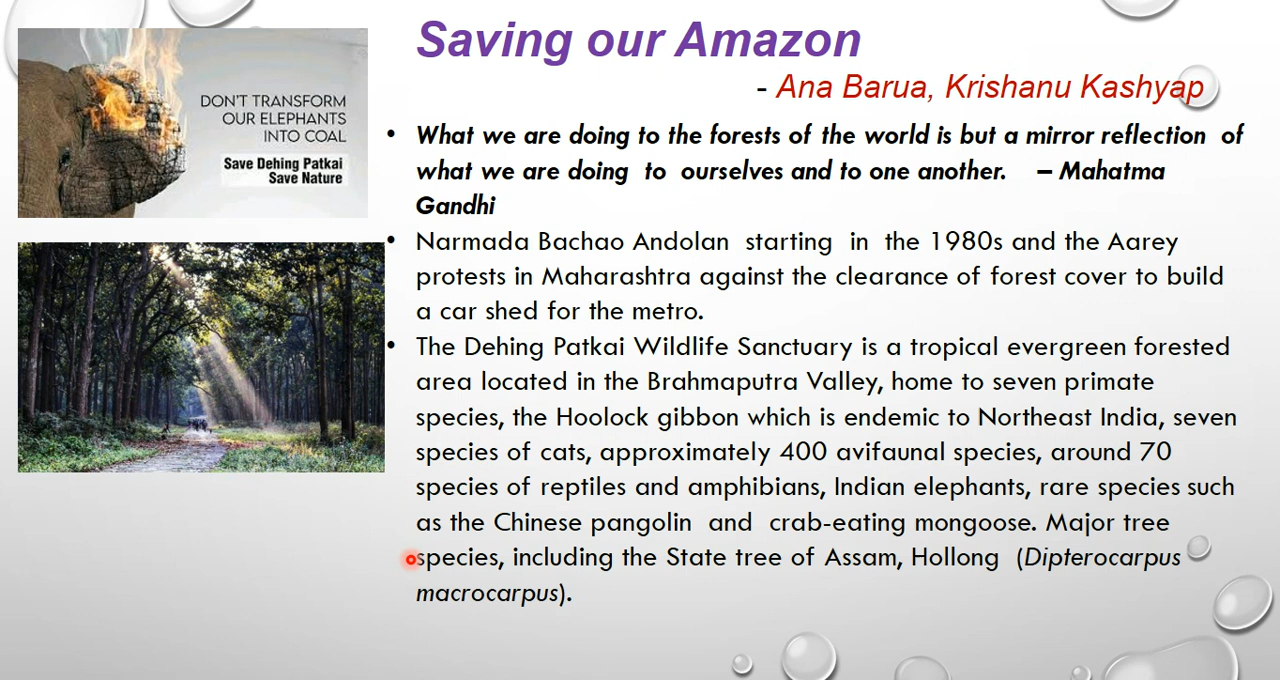 DON'T TRANSFORM
OUR ELEPHANTS
INTO COAL
Save Dehing Patkai
Save Nature
Saving our Amazon
- Ana Barua, Krishanu Kashyap
• What we are doing to the forests of the world is but a mirror reflection of
what we are doing to ourselves and to one another. – Mahatma
Gandhi
• Narmada Bachao Andolan starting in the 1980s and the Aarey
protests in Maharashtra against the clearance of forest cover to build
a car shed for the metro.
• The Dehing Patkai Wildlife Sanctuary is a tropical evergreen forested
area located in the Brahmaputra Valley, home to seven primate
species, the Hoolock gibbon which is endemic to Northeast India, seven
species of cats, approximately 400 avifaunal species, around 70
species of reptiles and amphibians, Indian elephants, rare species such
as the Chinese pangolin and crab-eating mongoose. Major tree
species, including the State tree of Assam, Hollong (Dipterocarpus
macrocarpus).